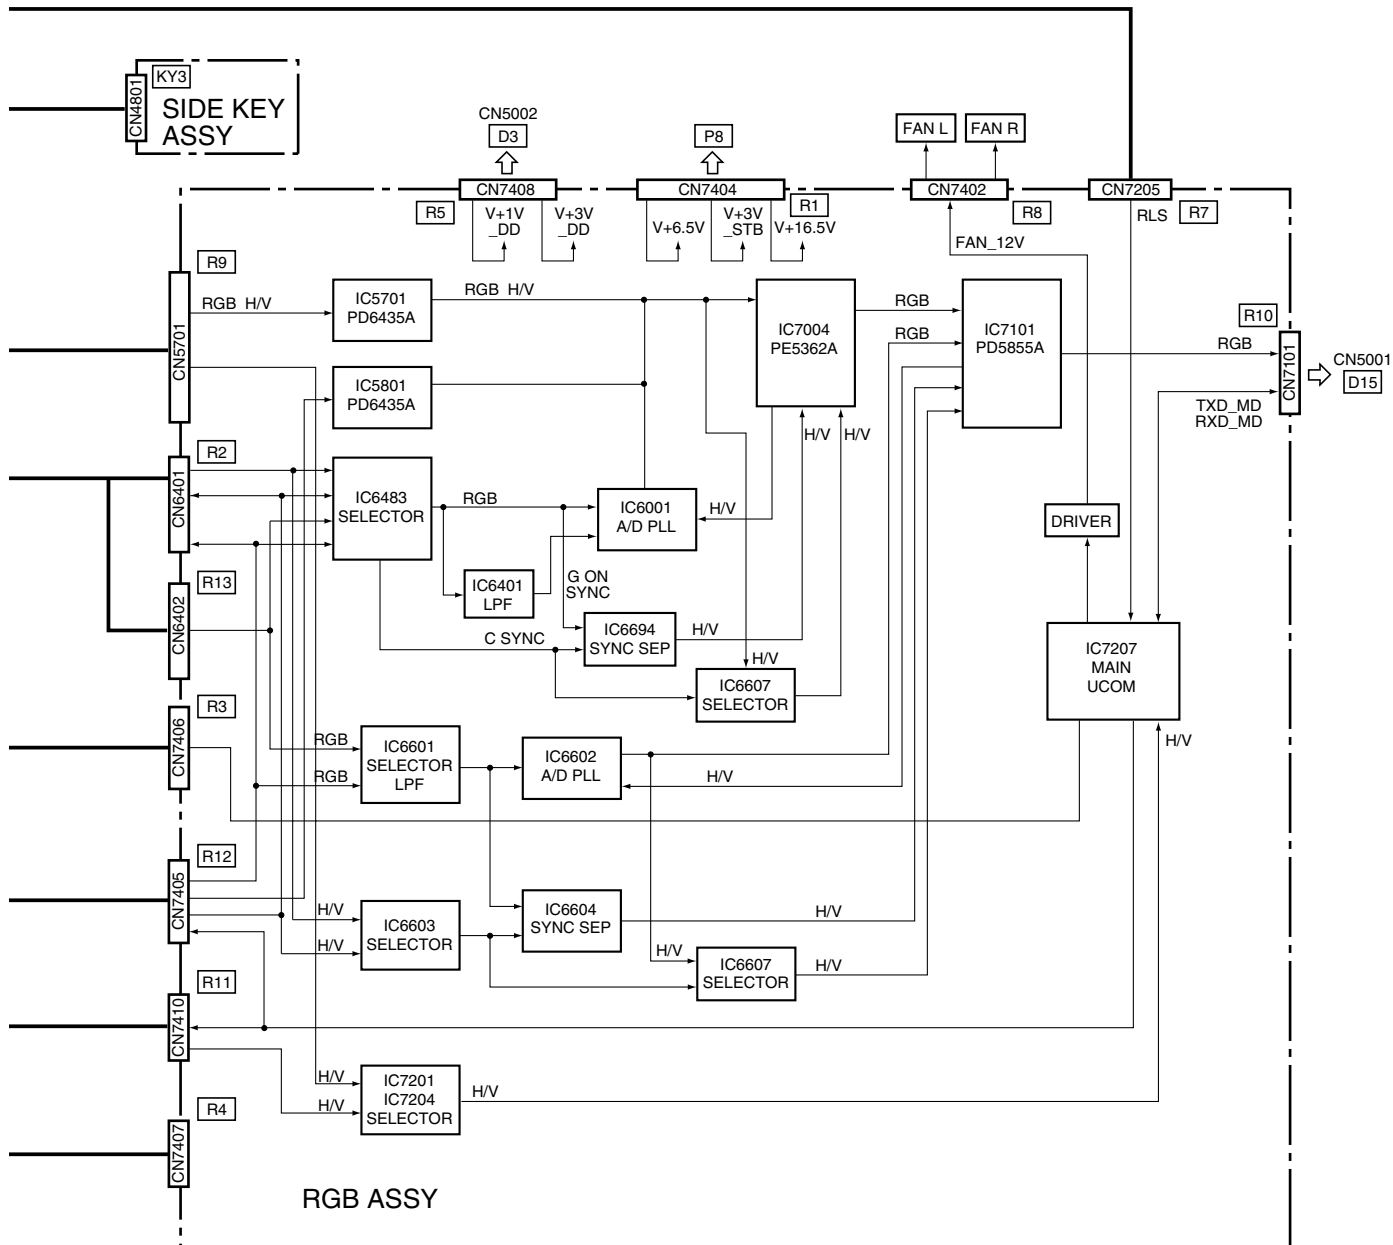 KY3
CN4801
SIDE KEY
ASSY
CN5002
D3
P8
FAN L
FAN R
CN7408
CN7404
CN7402
CN7205
R5
V+1V
_DD
V+3V
_DD
V+6.5V
V+3V
_STB
R1
V+16.5V
R8
RLS
R7
FAN_12V
R9
CN5701
RGB H/V
IC5701
PD6435A
RGB H/V
IC7004
PE5362A
RGB
RGB
IC7101
PD5855A
RGB
R10
CN7101
CN5001
D15
TXD_MD
RXD_MD
IC5801
PD6435A
H/V
H/V
R2
CN6401
IC6483
SELECTOR
RGB
IC6001
A/D PLL
H/V
DRIVER
R13
CN6402
IC6401
LPF
G ON
SYNC
C SYNC
IC6694
SYNC SEP
H/V
H/V
IC6607
SELECTOR
IC7207
MAIN
UCOM
R3
CN7406
RGB
RGB
IC6601
SELECTOR
LPF
IC6602
A/D PLL
H/V
H/V
R12
CN7405
H/V
H/V
IC6603
SELECTOR
IC6604
SYNC SEP
H/V
H/V
IC6607
SELECTOR
H/V
R11
CN7410
H/V
H/V
IC7201
IC7204
SELECTOR
H/V
R4
CN7407
RGB ASSY